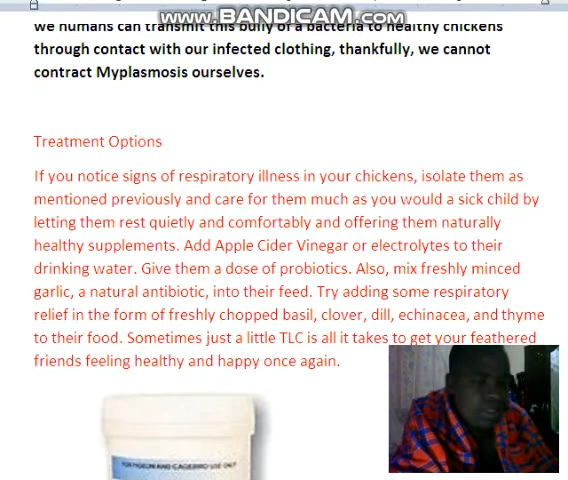 www.BANDICAM.com
we humans can transmit this bully of a bacteria to healthy chickens
through contact with our infected clothing, thankfully, we cannot
contract Myplasmosis ourselves.
Treatment Options
If you notice signs of respiratory illness in your chickens, isolate them as
mentioned previously and care for them much as you would a sick child by
letting them rest quietly and comfortably and offering them naturally
healthy supplements. Add Apple Cider Vinegar or electrolytes to their
drinking water. Give them a dose of probiotics. Also, mix freshly minced
garlic, a natural antibiotic, into their feed. Try adding some respiratory
relief in the form of freshly chopped basil, clover, dill, echinacea, and thyme
to their food. Sometimes just a little TLC is all it takes to get your feathered
friends feeling healthy and happy once again.
FOR PIGEON AND CAGEBIRD USE ONLY